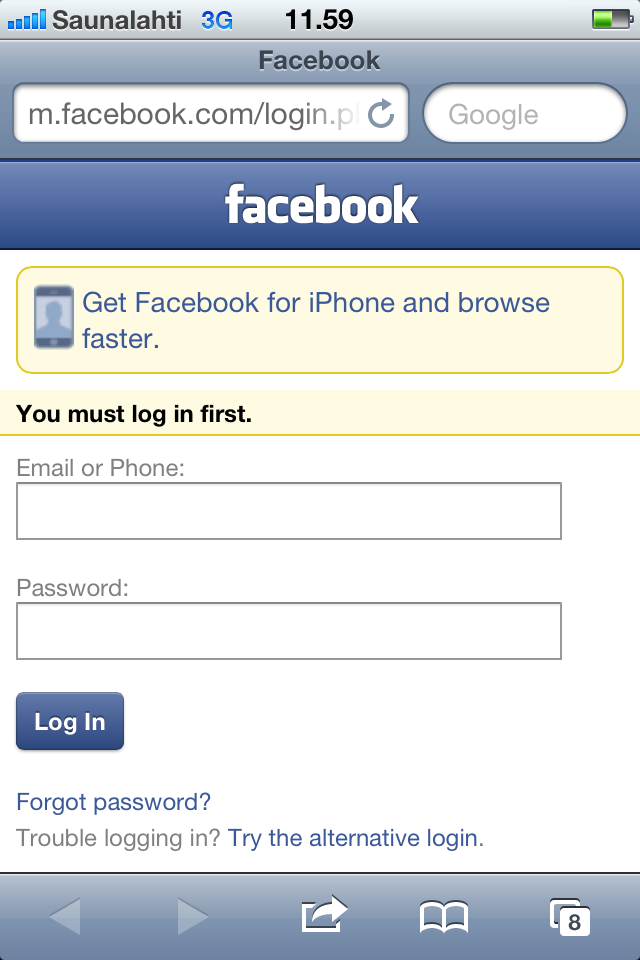 Saunalahti 3G 11.59
Facebook
m.facebook.com/login.pl
Google
facebook
Get Facebook for iPhone and browse
faster.
You must log in first.
Email or Phone:
Password:
Log In
Forgot password?
Trouble logging in? Try the alternative login.
8